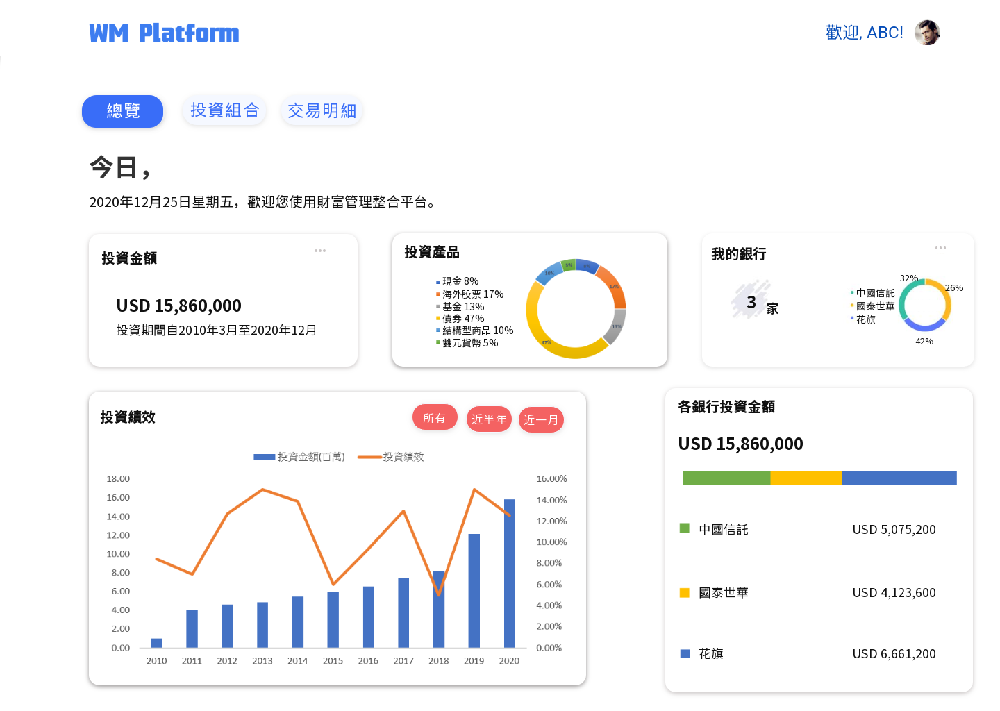 WM Platform
歡迎, ABC!
總覽
投資組合
交易明細
今日，
2020年12月25日星期五，歡迎您使用財富管理整合平台。
投資金額
USD 15,860,000
投資期間自2010年3月至2020年12月
投資產品
現金 8%
海外股票 17%
基金 13%
債券 47%
結構型商品 10%
雙元貨幣 5%
8%
17%
13%
47%
10%
5%
我的銀行
3 家
中國信託
國泰世華
花旗
32%
26%
42%
投資績效
所有
近半年
近一月
投資金額(百萬)
投資績效
18.00
16.00
14.00
12.00
10.00
8.00
6.00
4.00
2.00
0.00
16.00%
14.00%
12.00%
10.00%
8.00%
6.00%
4.00%
2.00%
0.00%
2010 2011 2012 2013 2014 2015 2016 2017 2018 2019 2020
各銀行投資金額
USD 15,860,000
中國信託 USD 5,075,200
國泰世華 USD 4,123,600
花旗 USD 6,661,200